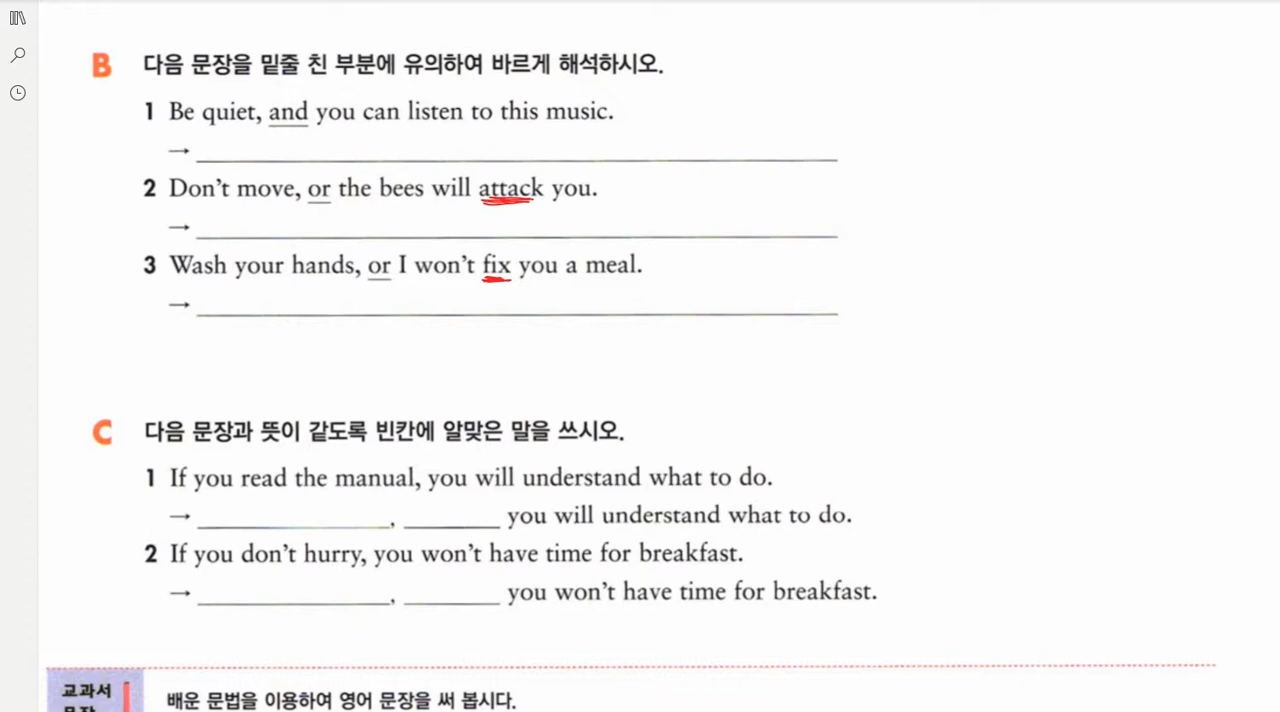 B 다음 문장을 밑줄 친 부분에 유의하여 바르게 해석하시오.
1 Be quiet, and you can listen to this music.
→
2 Don't move, or the bees will attack you.
→
3 Wash your hands, or I won't fix you a meal.
→
C 다음 문장과 뜻이 같도록 빈칸에 알맞은 말을 쓰시오.
1 If you read the manual, you will understand what to do.
→ ____________, ______ you will understand what to do.
2 If you don't hurry, you won't have time for breakfast.
→ ____________, ______ you won't have time for breakfast.
교과서
배운 문법을 이용하여 영어 문장을 써 봅시다.